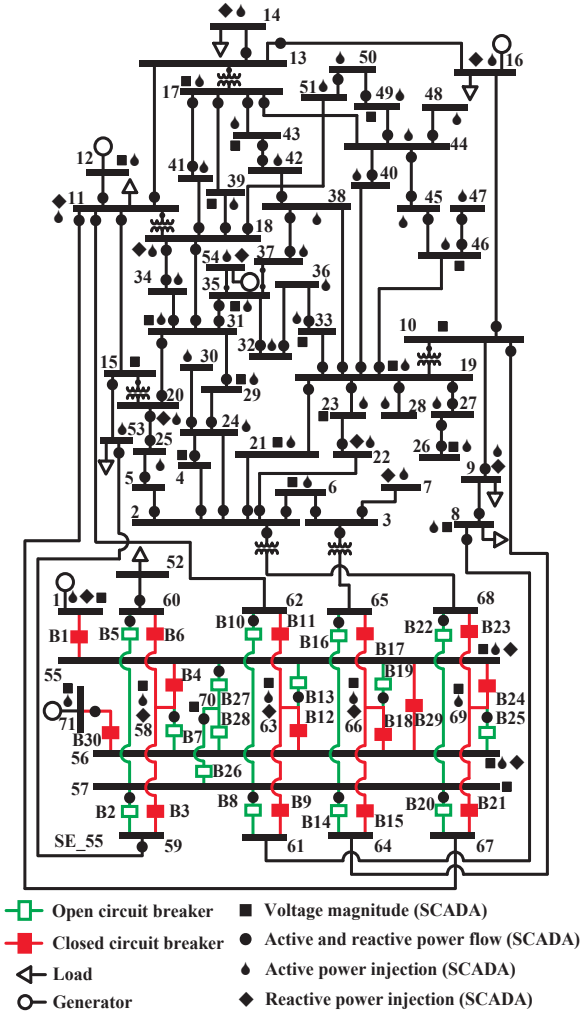 14
13
16
50
17
51
49
48
43
44
12
41
42
39
40
11
38
45
47
18
54
37
46
34
35
36
10
31
33
15
32
30
19
20
29
23
28
27
53
24
25
21
26
9
5
4
22
6
7
8
2
3
52
1
60
62
65
68
B1
B5
B6
B10
B11
B16
B17
B22
B23
55
B4
B27
B19
70
B13
B24
71
58
B28
63
B12
66
B18
B29
69
B25
B30
B7
56
B26
57
B2
B3
B8
B9
B14
B15
B20
B21
SE_55
59
61
64
67
Open circuit breaker
Voltage magnitude (SCADA)
Closed circuit breaker
Active and reactive power flow (SCADA)
Load
Active power injection (SCADA)
Generator
Reactive power injection (SCADA)